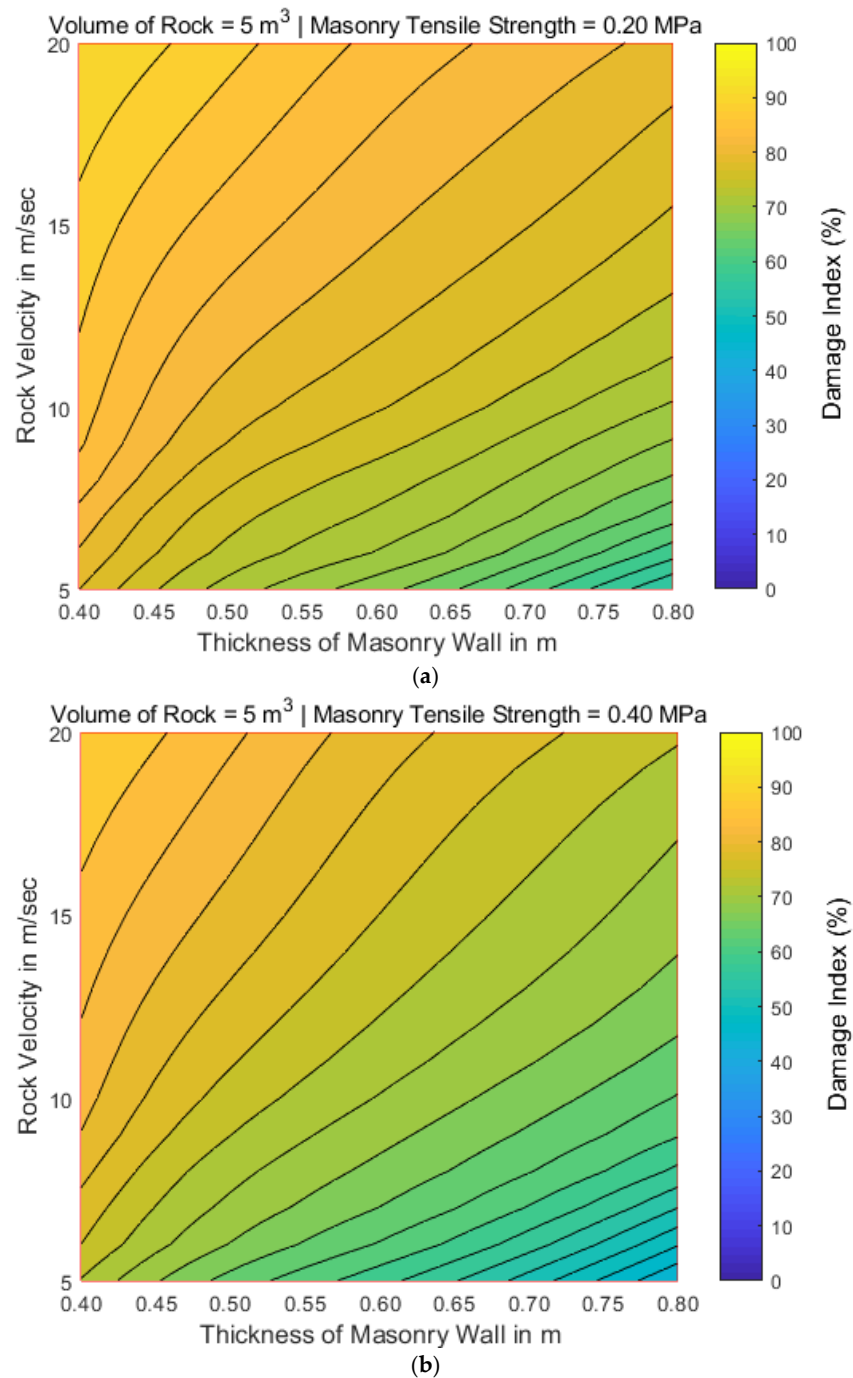 Volume of Rock = 5 m³ | Masonry Tensile Strength = 0.20 MPa
20
15
10
5
Rock Velocity in m/sec
0.40 0.45 0.50 0.55 0.60 0.65 0.70 0.75 0.80
Thickness of Masonry Wall in m
100
90
80
70
60
50
40
30
20
10
0
Damage Index (%)
(a)
Volume of Rock = 5 m³ | Masonry Tensile Strength = 0.40 MPa
20
15
10
5
Rock Velocity in m/sec
0.40 0.45 0.50 0.55 0.60 0.65 0.70 0.75 0.80
Thickness of Masonry Wall in m
100
90
80
70
60
50
40
30
20
10
0
Damage Index (%)
(b)